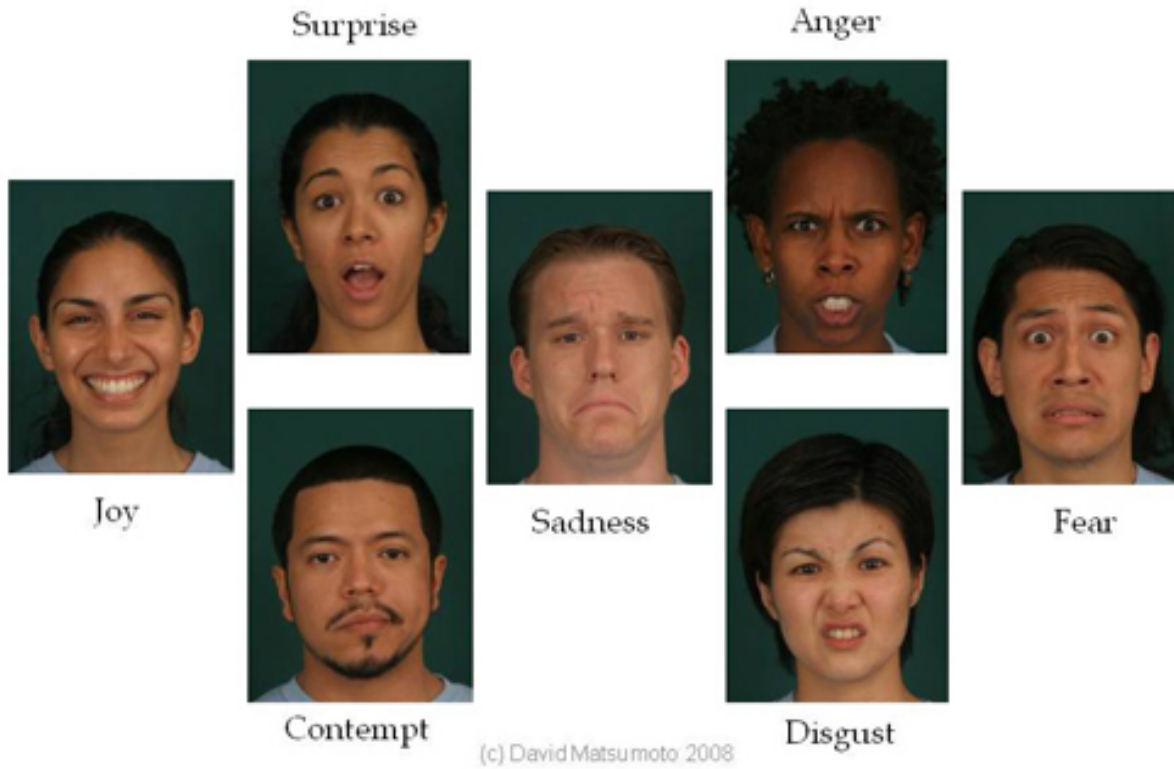 Surprise
Anger
Joy
Sadness
Fear
Contempt
Disgust
(c) David Matsumoto 2008